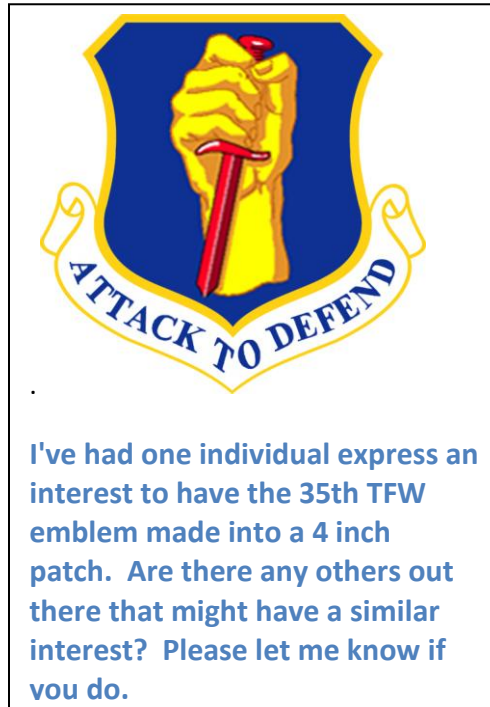 ATTACK TO DEFEND
.
I've had one individual express an
interest to have the 35th TFW
emblem made into a 4 inch
patch.  Are there any others out
there that might have a similar
interest?  Please let me know if
you do.